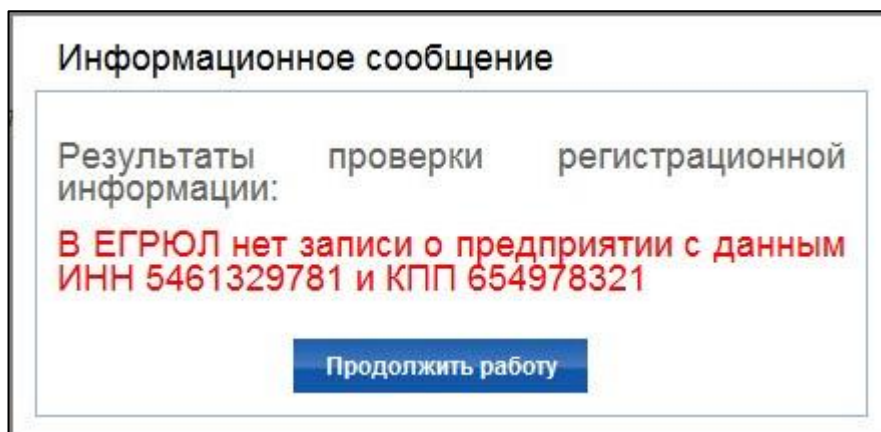 Информационное сообщение
Результаты проверки регистрационной
информации:
В ЕГРЮЛ нет записи о предприятии с данным
ИНН 5461329781 и КПП 654978321
Продолжить работу